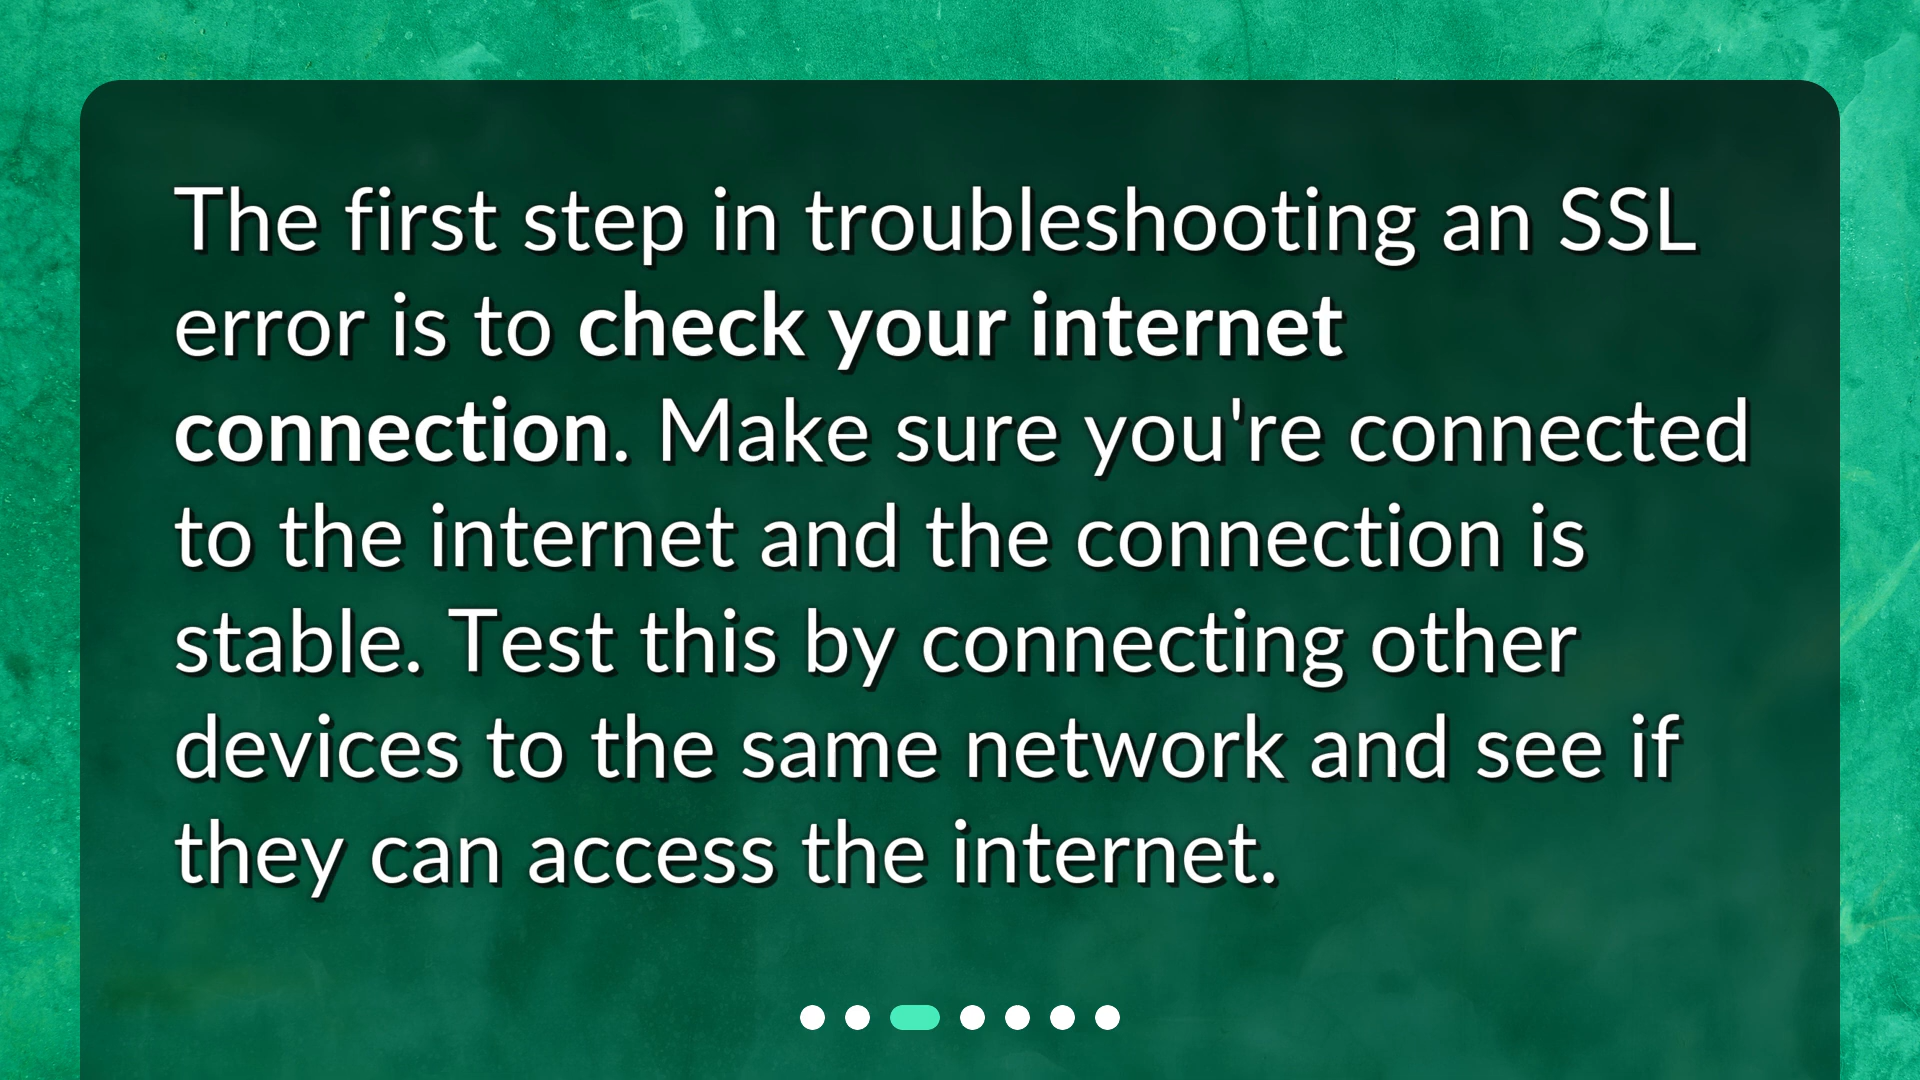 The first step in troubleshooting an SSL
error is to check your internet
connection. Make sure you're connected
to the internet and the connection is
stable. Test this by connecting other
devices to the same network and see if
they can access the internet.